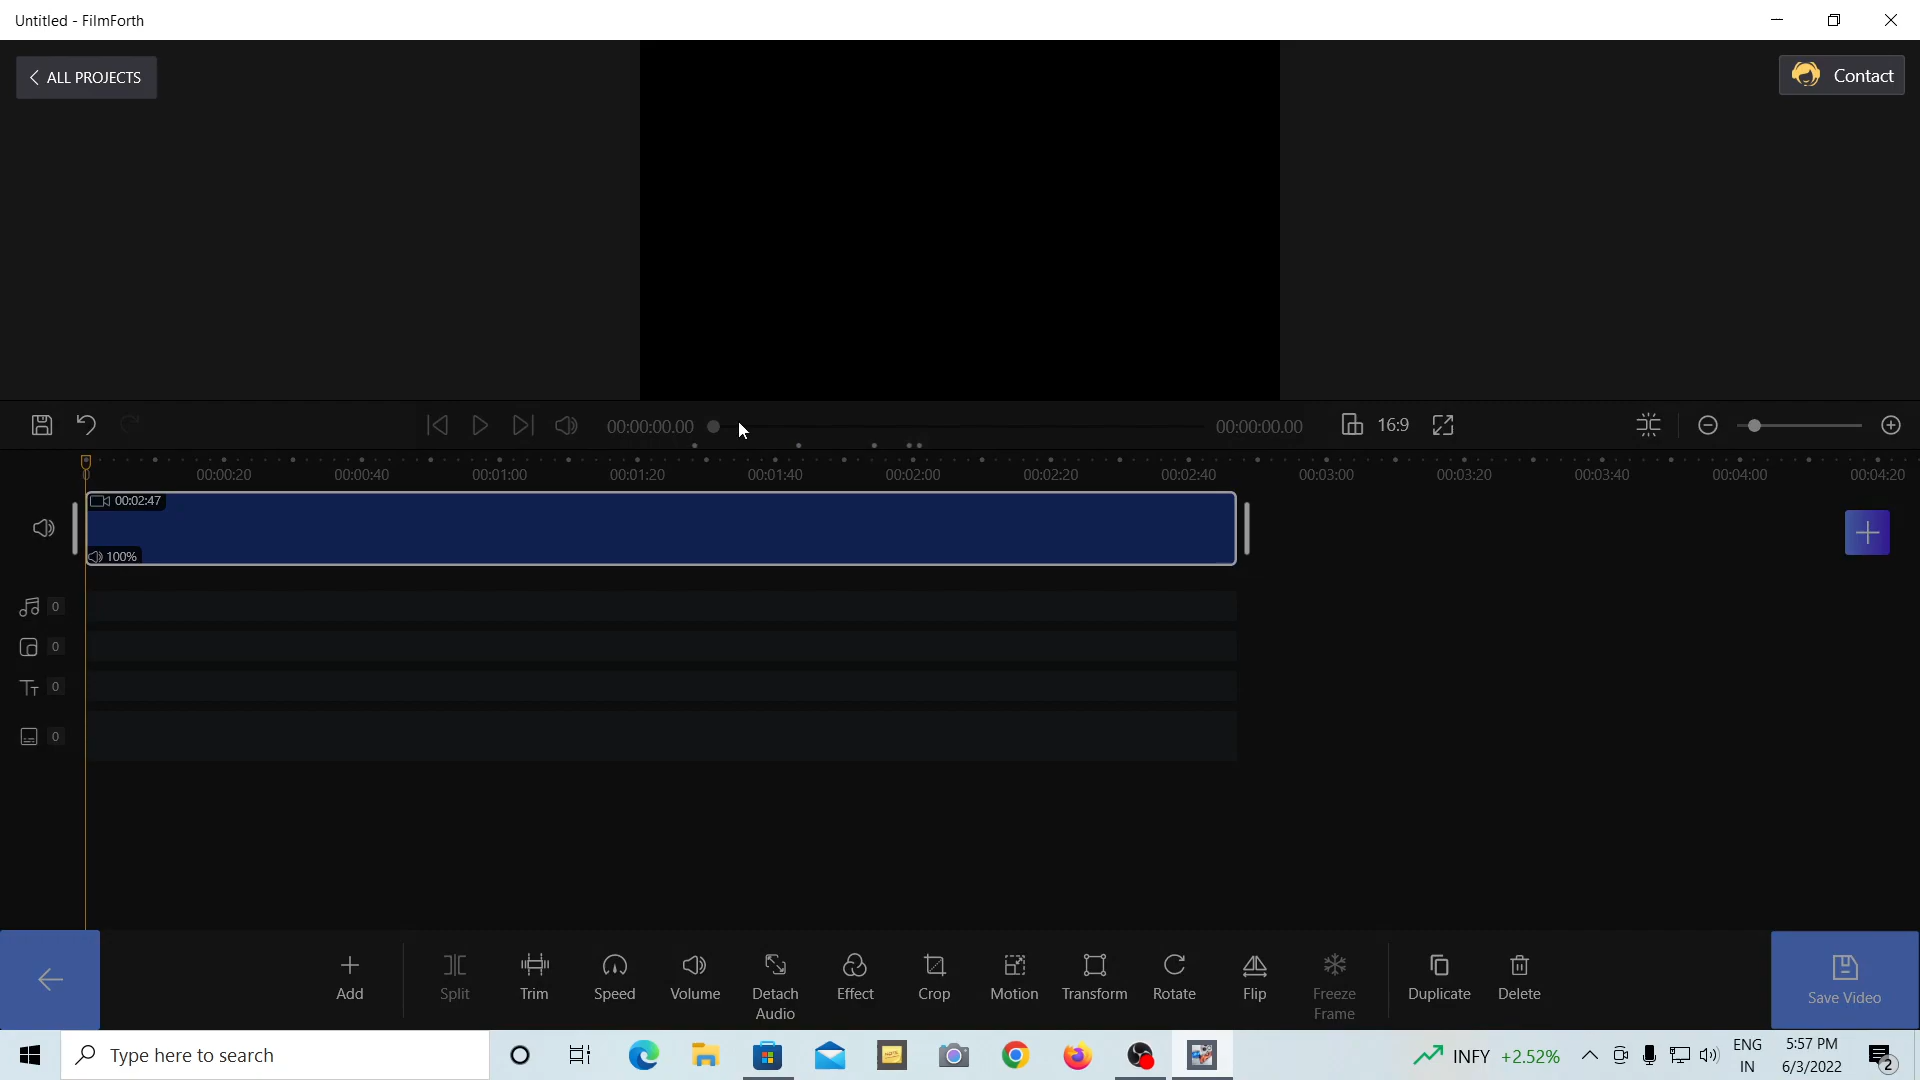 Untitled - FilmForth
ALL PROJECTS
Contact
00:00:00.00
00:00:00.00
16:9
0
00:00:20
00:00:40
00:01:00
00:01:20
00:01:40
00:02:00
00:02:20
00:02:40
00:03:00
00:03:20
00:03:40
00:04:00
00:04:20
00:02:47
100%
0
0
0
0
Add
Split
Trim
Speed
Volume
Detach
Audio
Effect
Crop
Motion
Transform
Rotate
Flip
Freeze
Frame
Duplicate
Delete
Save Video
Type here to search
INFY +2.52%
ENG
IN
5:57 PM
6/3/2022
2